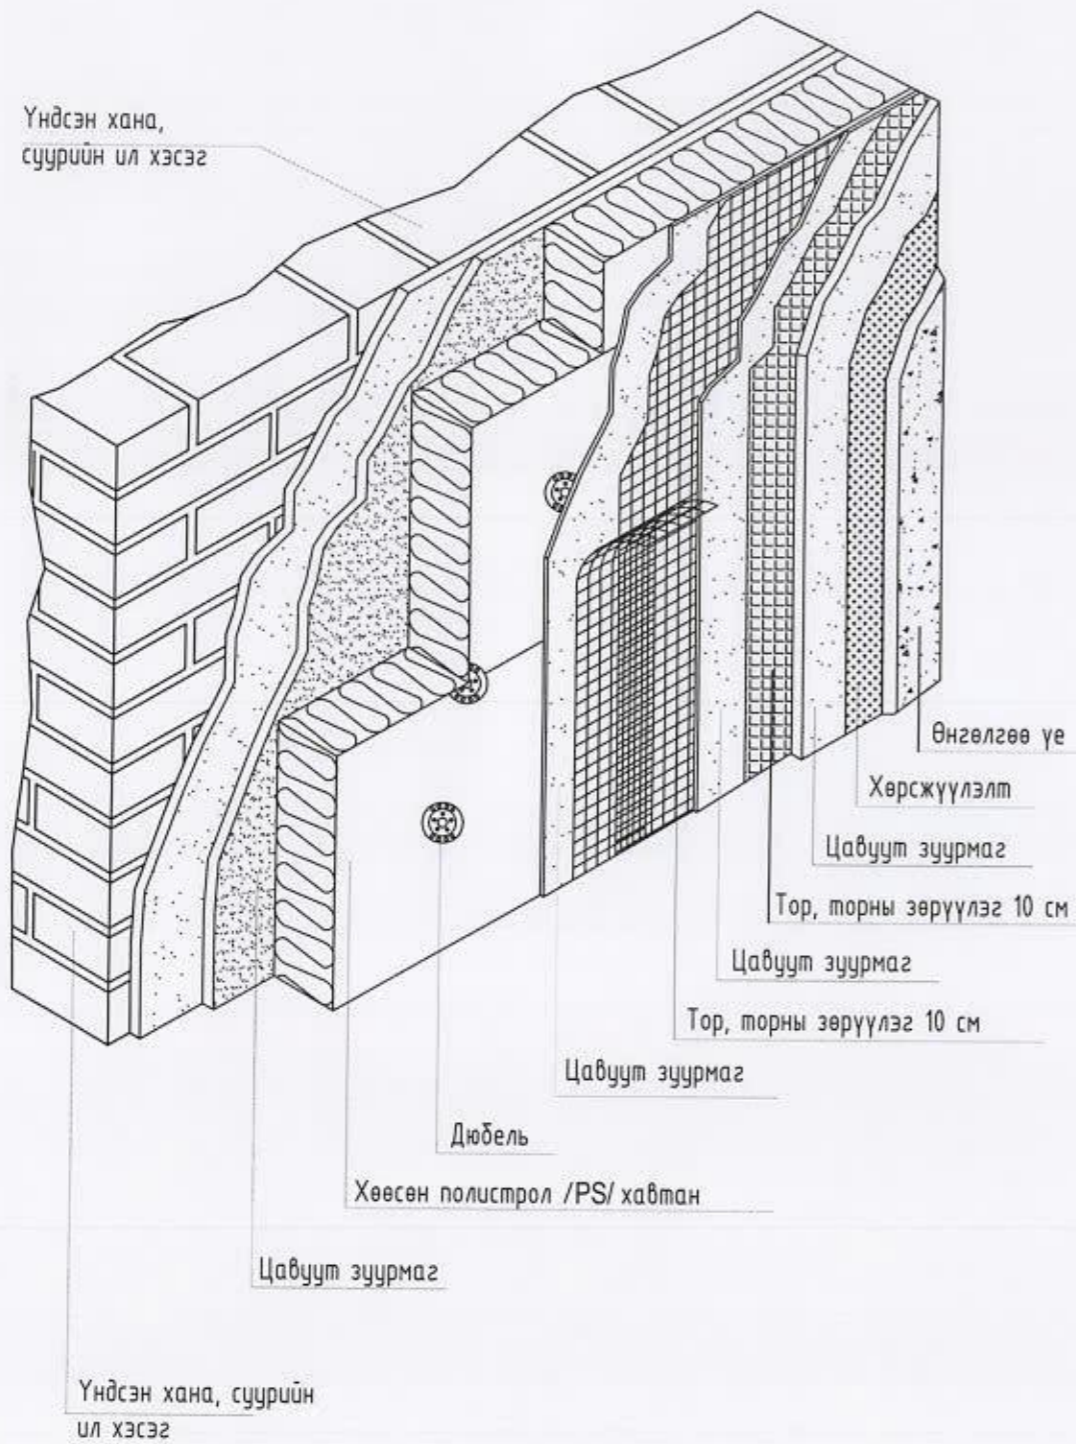 Үндсэн хана,
суурийн ил хэсэг
Өнгөлгөө үе
Хөрсжүүлэлт
Цавуут зуурмаг
Тор, торны зөрүүлэг 10 см
Цавуут зуурмаг
Тор, торны зөрүүлэг 10 см
Цавуут зуурмаг
Дюбель
Хөөсөн полистрол /PS/ хавтан
Цавуут зуурмаг
Үндсэн хана, суурийн
ил хэсэг